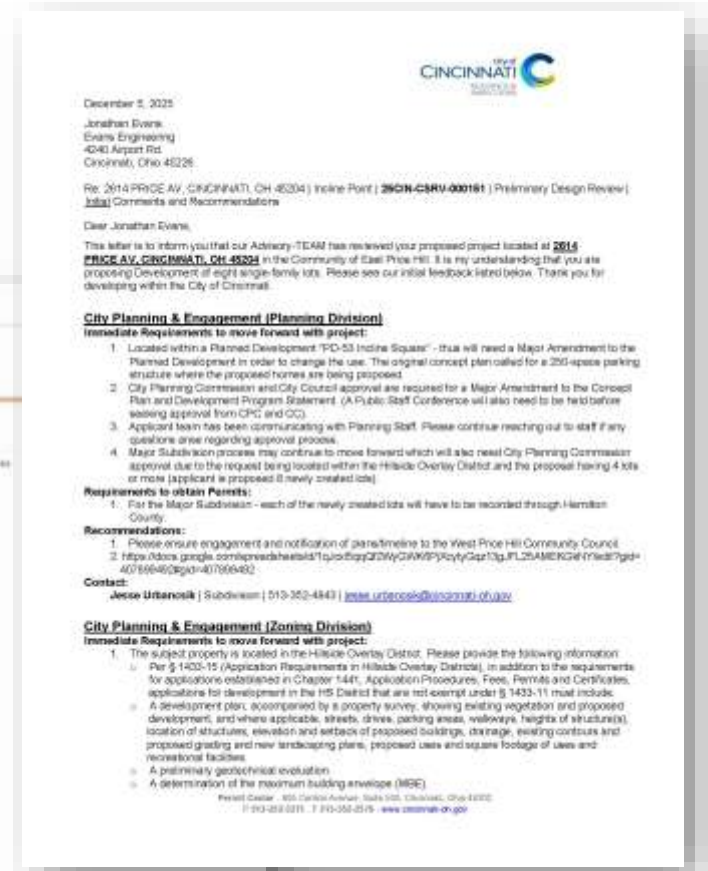 city of
CINCINNATI
December 5, 2025
Jonathan Evans
Evans Engineering
4240 Airport Rd.
Cincinnati, Ohio 45226
Re: 2614 PRICE AV, CINCINNATI, OH 45204 | Incline Point | 25CIN-CSRV-000161 | Preliminary Design Review |
Initial Comments and Recommendations
Dear Jonathan Evans,
This letter is to inform you that our Advisory-TEAM has reviewed your proposed project located at 2614
PRICE AV, CINCINNATI, OH 45204 in the Community of East Price Hill. It is my understanding that you are
proposing Development of eight single-family lots. Please see our initial feedback listed below. Thank you for
developing within the City of Cincinnati.
City Planning & Engagement (Planning Division)
Immediate Requirements to move forward with project:
1. Located within a Planned Development "PD-53 Incline Square" - thus will need a Major Amendment to the
Planned Development in order to change the use. The original concept plan called for a 250-space parking
structure where the proposed homes are being proposed.
2. City Planning Commission and City Council approval are required for a Major Amendment to the Concept
Plan and Development Program Statement. (A Public Staff Conference will also need to be held before
seeking approval from CPC and CC).
3. Applicant team has been communicating with Planning Staff. Please continue reaching out to staff if any
questions arise regarding approval process.
4. Major Subdivision process may continue to move forward which will also need City Planning Commission
approval due to the request being located within the Hillside Overlay District and the proposal having 4 lots
or more (applicant is proposed 8 newly created lots).
Requirements to obtain Permits:
1. For the Major Subdivision - each of the newly created lots will have to be recorded through Hamilton
County.
Recommendations:
1. Please ensure engagement and notification of plans/timeline to the West Price Hill Community Council.
2.
Contact:
Jesse Urbancsik | Subdivision | 513-352-4843 | jesse.urbancsik@cincinnati-oh.gov
City Planning & Engagement (Zoning Division)
Immediate Requirements to move forward with project:
1. The subject property is located in the Hillside Overlay District. Please provide the following information:
○ Per § 1433-15 (Application Requirements in Hillside Overlay Districts), in addition to the requirements
for applications established in Chapter 1441, Application Procedures, Fees, Permits and Certificates,
applications for development in the HS District that are not exempt under § 1433-11 must include:
○ A development plan, accompanied by a property survey, showing existing vegetation and proposed
development, and where applicable, streets, drives, parking areas, walkways, heights of structure(s),
location of structures, elevation and setback of proposed buildings, drainage, existing contours and
proposed grading and new landscaping plans, proposed uses and square footage of uses and
recreational facilities.
○ A preliminary geotechnical evaluation
○ A determination of the maximum building envelope (MBE)
Permit Center - 805 Central Avenue, Suite 500, Cincinnati, Ohio 45202
www.cincinnati-oh.gov